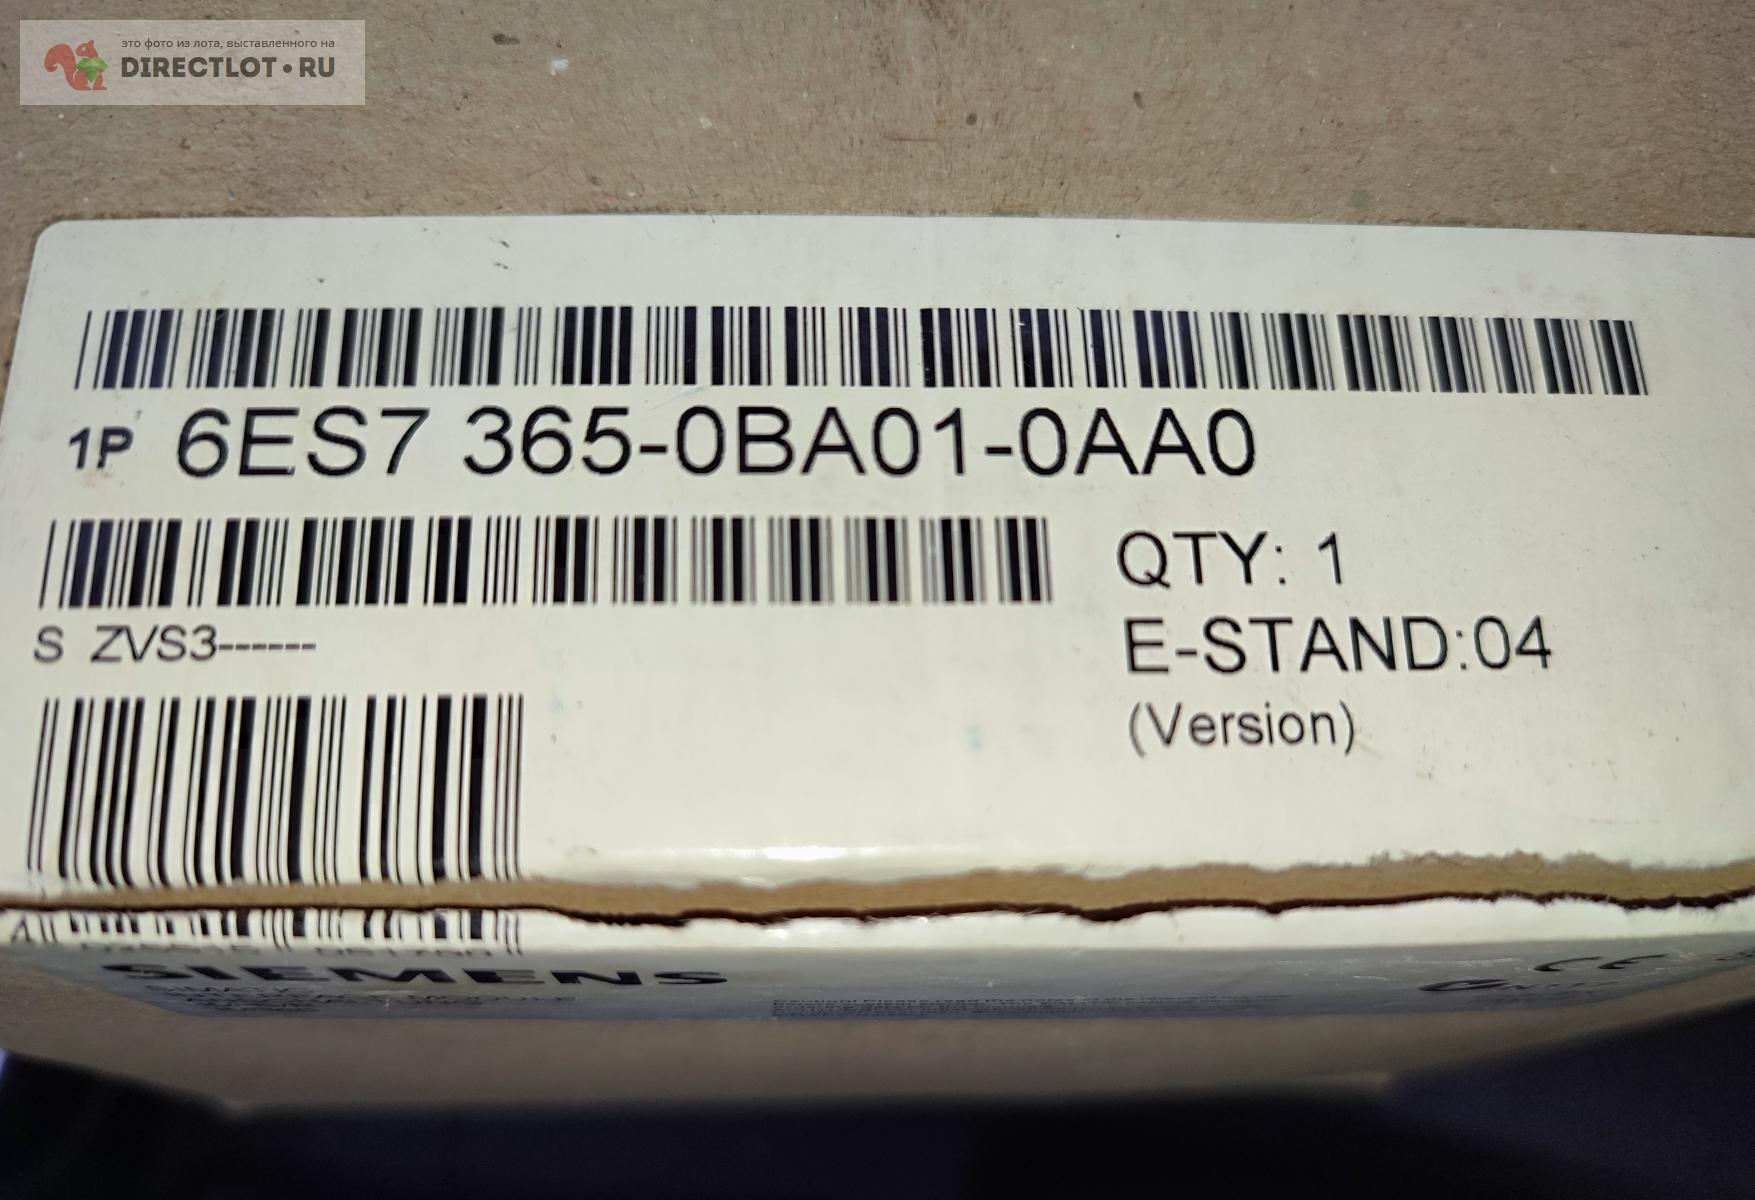 это фото из лота, выставленного на
DIRECTLOT.RU
1P 6ES7 365-0BA01-0AA0
QTY: 1
S ZVS3------
E-STAND:04
(Version)
A
SIEMENS
SIMATIC